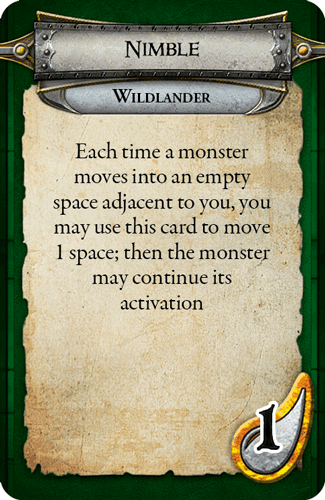 Nimble
Wildlander
Each time a monster
moves into an empty
space adjacent to you, you
may use this card to move
1 space; then the monster
may continue its
activation
1